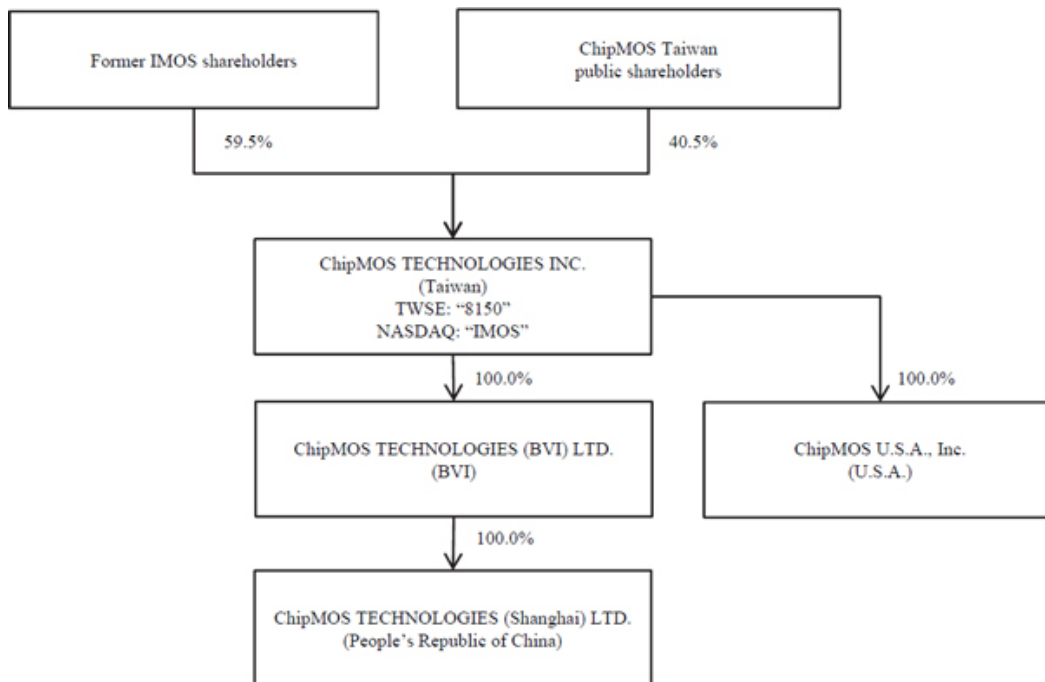 Former IMOS shareholders
ChipMOS Taiwan
public shareholders
59.5%
40.5%
ChipMOS TECHNOLOGIES INC.
(Taiwan)
TWSE: “8150”
NASDAQ: “IMOS”
100.0%
100.0%
ChipMOS TECHNOLOGIES (BVI) LTD.
(BVI)
ChipMOS U.S.A., Inc.
(U.S.A.)
100.0%
ChipMOS TECHNOLOGIES (Shanghai) LTD.
(People’s Republic of China)